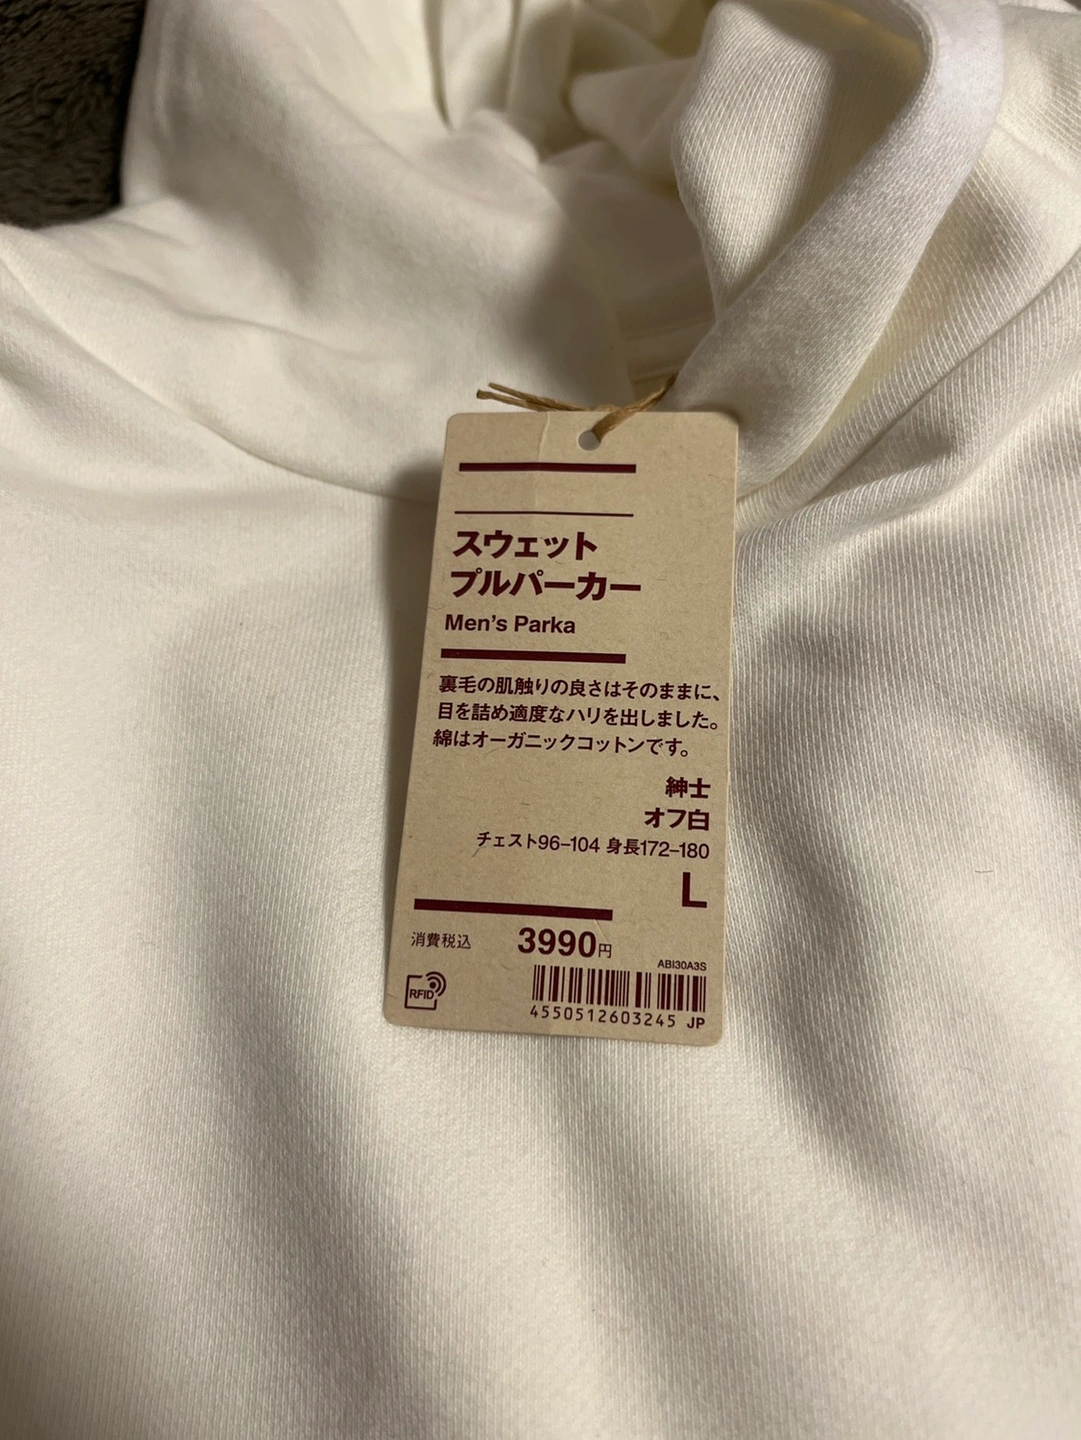 スウェット
プルパーカー
Men's Parka
裏毛の肌触りの良さはそのままに、
目を詰め適度なハリを出しました。
綿はオーガニックコットンです。
紳士
オフ白
チェスト96–104 身長172–180
L
消費税込 3990円
ABI30A3S
RFID
4550512603245 JP